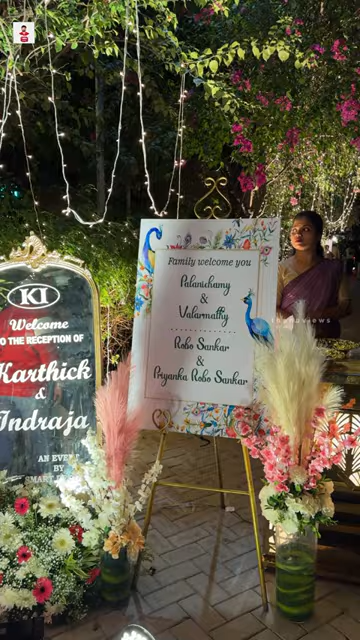 KI
Welcome
TO THE RECEPTION OF
Karthick
&
Indraja
AN EVENT
BY
Family welcome you
Palanichamy
&
Valarmathy
Robo Sankar
&
Priyanka Robo Sankar